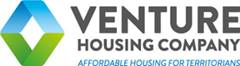 VENTURE
HOUSING COMPANY
AFFORDABLE HOUSING FOR TERRITORIANS